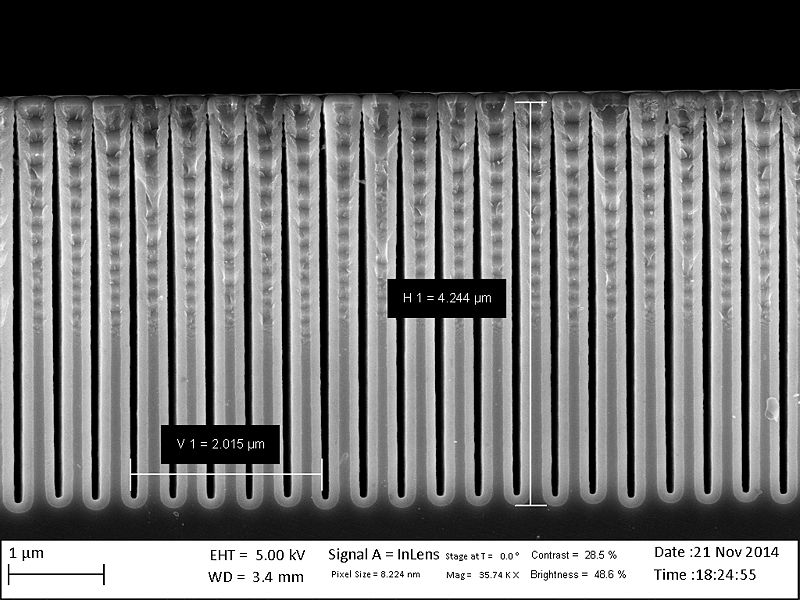 H 1 = 4.244 µm
V 1 = 2.015 µm
1 µm
EHT = 5.00 kV
Signal A = InLens
Stage at T = 0.0 °
Contrast = 28.5 %
Date :21 Nov 2014
WD = 3.4 mm
Pixel Size = 8.224 nm
Mag = 35.74 K X
Brightness = 48.6 %
Time :18:24:55